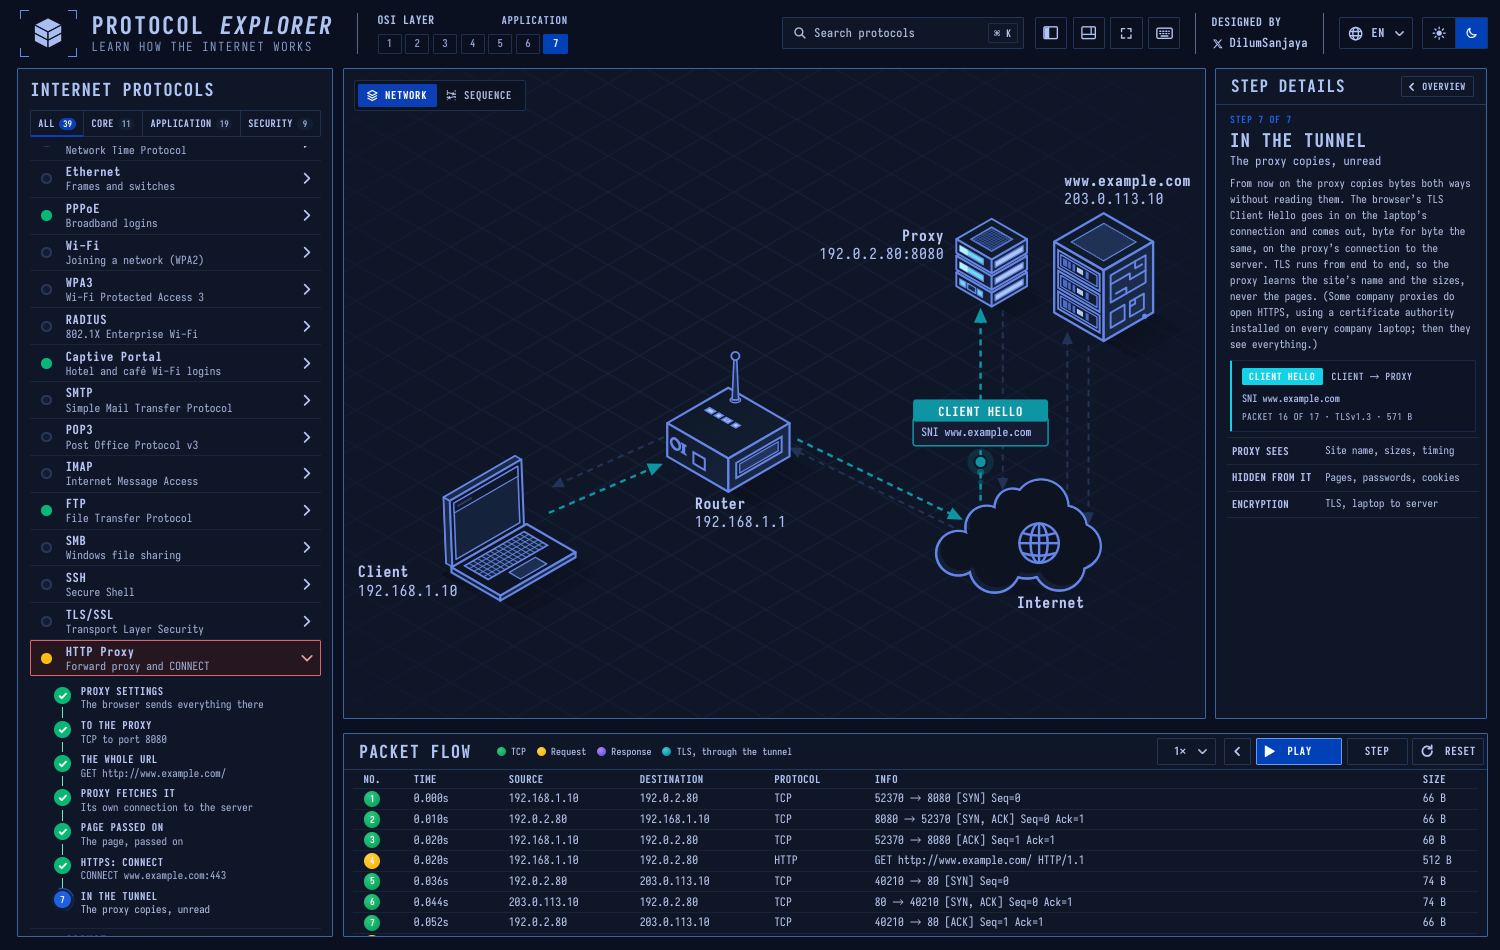 PROTOCOL EXPLORER
LEARN HOW THE INTERNET WORKS
OSI LAYER
APPLICATION
1 2 3 4 5 6 7
Search protocols
⌘ K
DESIGNED BY
DilumSanjaya
EN
INTERNET PROTOCOLS
ALL 39 CORE 11 APPLICATION 19 SECURITY 9
Network Time Protocol
Ethernet
Frames and switches
PPPoE
Broadband logins
Wi-Fi
Joining a network (WPA2)
WPA3
Wi-Fi Protected Access 3
RADIUS
802.1X Enterprise Wi-Fi
Captive Portal
Hotel and café Wi-Fi logins
SMTP
Simple Mail Transfer Protocol
POP3
Post Office Protocol v3
IMAP
Internet Message Access
FTP
File Transfer Protocol
SMB
Windows file sharing
SSH
Secure Shell
TLS/SSL
Transport Layer Security
HTTP Proxy
Forward proxy and CONNECT
PROXY SETTINGS
The browser sends everything there
TO THE PROXY
TCP to port 8080
THE WHOLE URL
GET http://www.example.com/
PROXY FETCHES IT
Its own connection to the server
PAGE PASSED ON
The page, passed on
HTTPS: CONNECT
CONNECT www.example.com:443
7 IN THE TUNNEL
The proxy copies, unread
NETWORK
SEQUENCE
www.example.com
203.0.113.10
Proxy
192.0.2.80:8080
CLIENT HELLO
SNI www.example.com
Router
192.168.1.1
Client
192.168.1.10
Internet
STEP DETAILS
OVERVIEW
STEP 7 OF 7
IN THE TUNNEL
The proxy copies, unread
From now on the proxy copies bytes both ways
without reading them. The browser’s TLS
Client Hello goes in on the laptop’s
connection and comes out, byte for byte the
same, on the proxy’s connection to the
server. TLS runs from end to end, so the
proxy learns the site’s name and the sizes,
never the pages. (Some company proxies do
open HTTPS, using a certificate authority
installed on every company laptop; then they
see everything.)
CLIENT HELLO CLIENT → PROXY
SNI www.example.com
PACKET 16 OF 17 · TLSv1.3 · 571 B
PROXY SEES Site name, sizes, timing
HIDDEN FROM IT Pages, passwords, cookies
ENCRYPTION TLS, laptop to server
PACKET FLOW
TCP Request Response TLS, through the tunnel
1×
PLAY
STEP
RESET
NO. TIME SOURCE DESTINATION PROTOCOL INFO SIZE
1 0.000s 192.168.1.10 192.0.2.80 TCP 52370 → 8080 [SYN] Seq=0 66 B
2 0.010s 192.0.2.80 192.168.1.10 TCP 8080 → 52370 [SYN, ACK] Seq=0 Ack=1 66 B
3 0.020s 192.168.1.10 192.0.2.80 TCP 52370 → 8080 [ACK] Seq=1 Ack=1 60 B
4 0.020s 192.168.1.10 192.0.2.80 HTTP GET http://www.example.com/ HTTP/1.1 512 B
5 0.036s 192.0.2.80 203.0.113.10 TCP 40210 → 80 [SYN] Seq=0 74 B
6 0.044s 203.0.113.10 192.0.2.80 TCP 80 → 40210 [SYN, ACK] Seq=0 Ack=1 74 B
7 0.052s 192.0.2.80 203.0.113.10 TCP 40210 → 80 [ACK] Seq=1 Ack=1 66 B